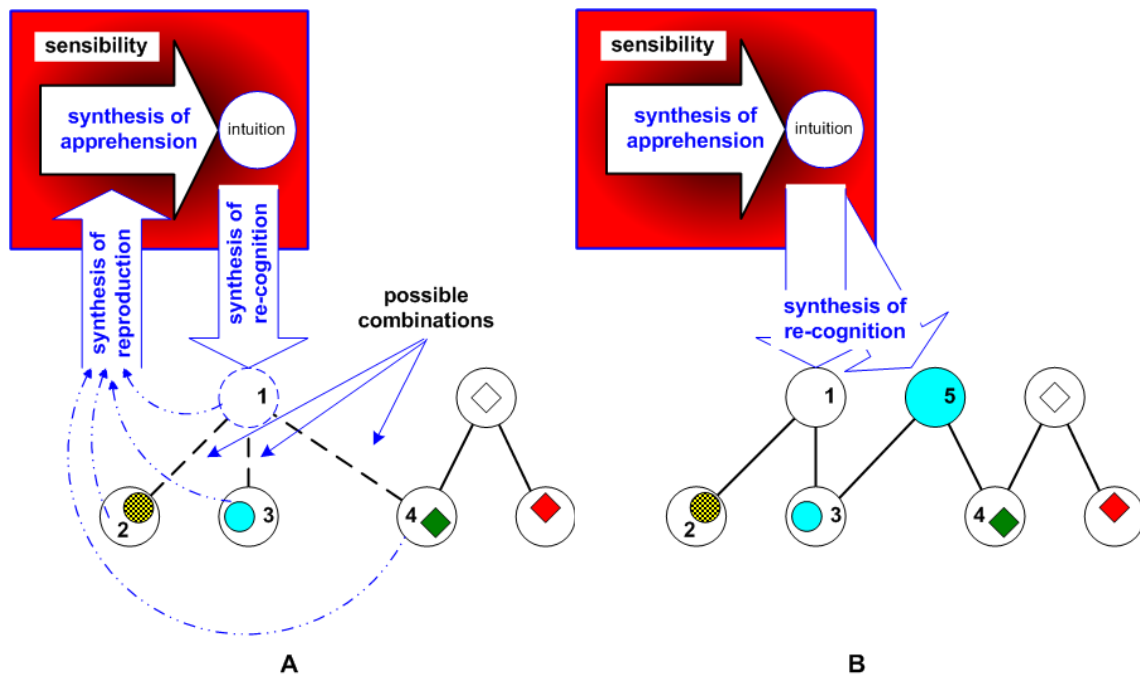 sensibility
synthesis of
apprehension
intuition
synthesis of
reproduction
synthesis of
re-cognition
possible
combinations
1
2
3
4
A
sensibility
synthesis of
apprehension
intuition
synthesis of
re-cognition
1
5
2
3
4
B